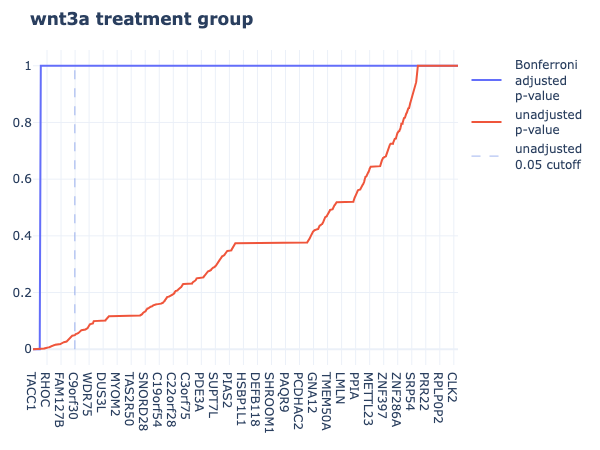 wnt3a treatment group
1
0.8
0.6
0.4
0.2
0
Bonferroni
adjusted
p-value
unadjusted
p-value
unadjusted
0.05 cutoff
TACC1
RHOC
FAM127B
C9orf30
WDR75
DUS3L
MYOM2
TAS2R50
SNORD28
C19orf54
C22orf28
C3orf75
PDE3A
SUPT7L
PIAS2
HSBP1L1
DEFB118
SHROOM1
PAQR9
PCDHAC2
GNA12
TMEM50A
LMLN
PPIA
METTL23
ZNF397
ZNF286A
SRP54
PRR22
RPLP0P2
CLK2